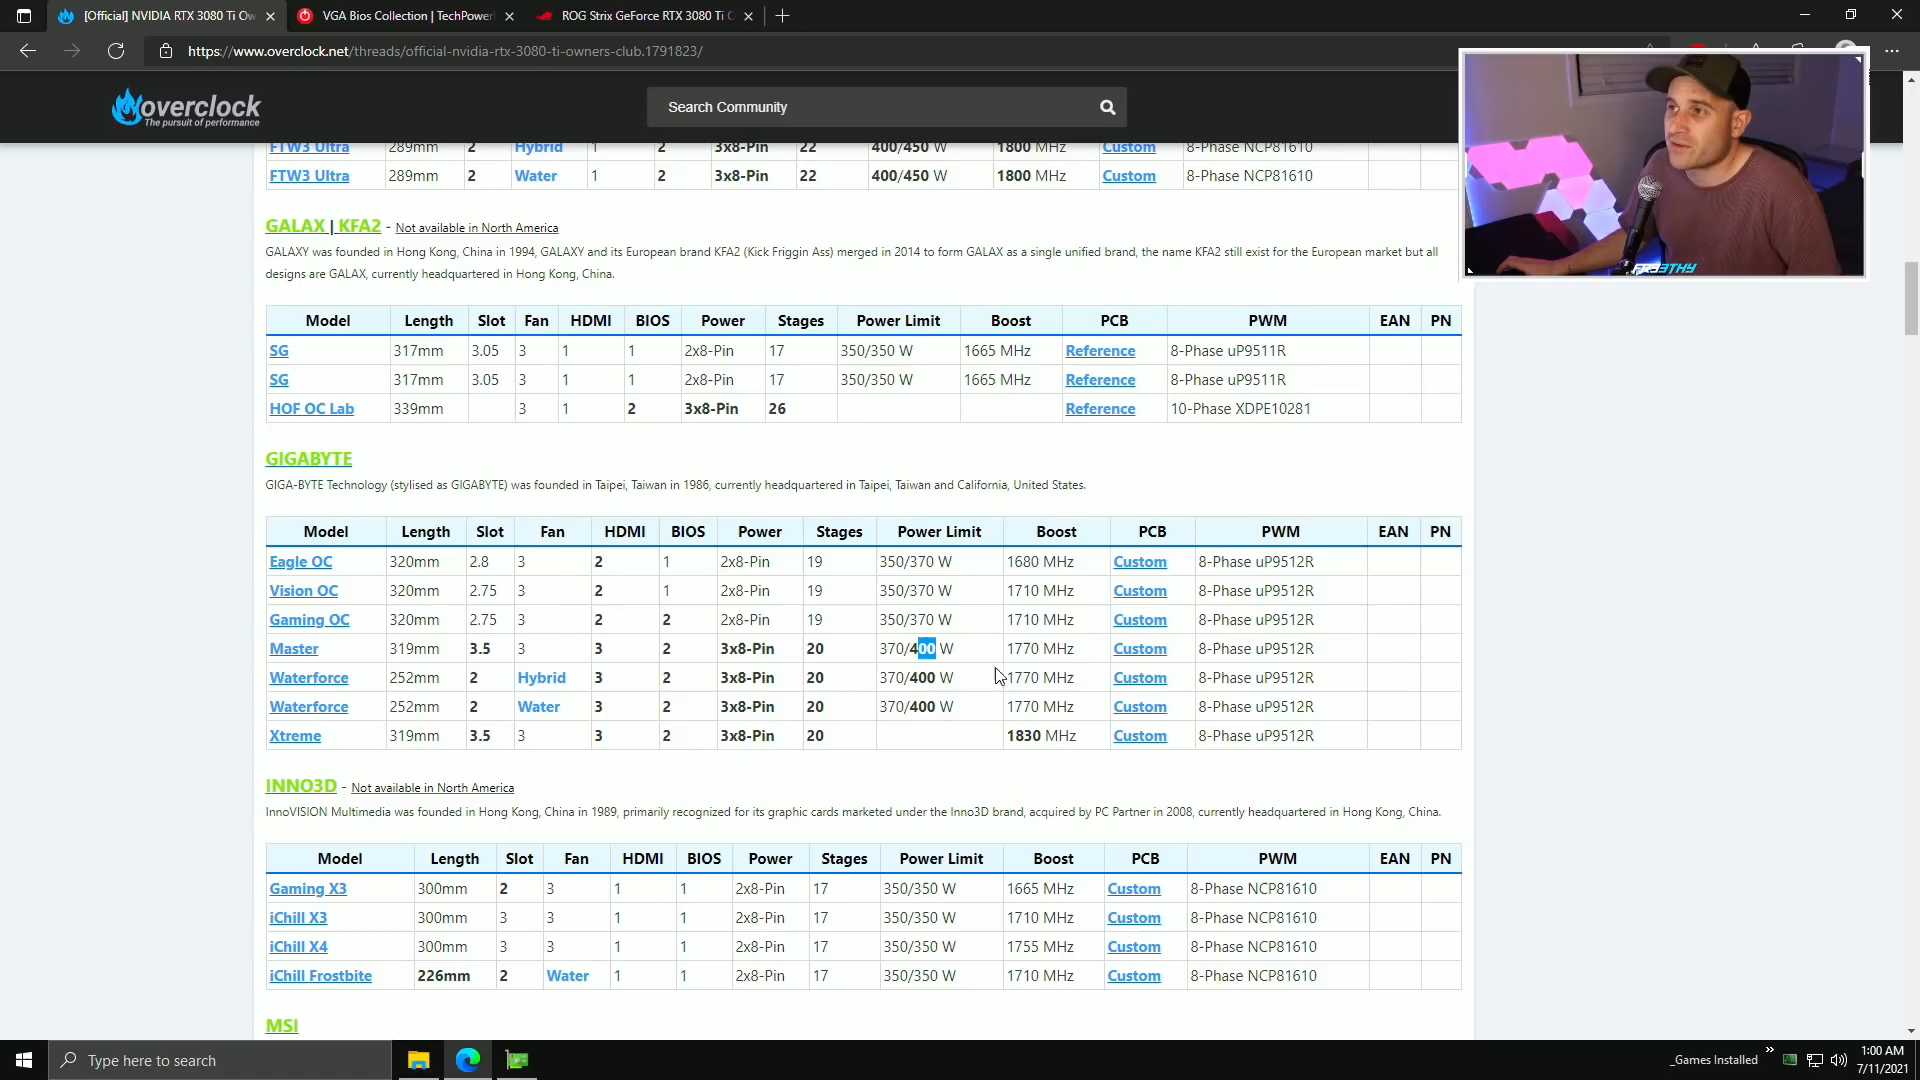 [Official] NVIDIA RTX 3080 Ti Ow
VGA Bios Collection | TechPower
ROG Strix GeForce RTX 3080 Ti
https://www.overclock.net/threads/official-nvidia-rtx-3080-ti-owners-club.1791823/
overclock
The pursuit of performance
Search Community
FTW3 Ultra 289mm 2 Hybrid 1 2 3x8-Pin 22 400/450 W 1800 MHz Custom 8-Phase NCP81610
FTW3 Ultra 289mm 2 Water 1 2 3x8-Pin 22 400/450 W 1800 MHz Custom 8-Phase NCP81610
FR33THY
GALAX | KFA2 - Not available in North America
GALAXY was founded in Hong Kong, China in 1994, GALAXY and its European brand KFA2 (Kick Friggin Ass) merged in 2014 to form GALAX as a single unified brand, the name KFA2 still exist for the European market but all
designs are GALAX, currently headquartered in Hong Kong, China.
Model Length Slot Fan HDMI BIOS Power Stages Power Limit Boost PCB PWM EAN PN
SG 317mm 3.05 3 1 1 2x8-Pin 17 350/350 W 1665 MHz Reference 8-Phase uP9511R
SG 317mm 3.05 3 1 1 2x8-Pin 17 350/350 W 1665 MHz Reference 8-Phase uP9511R
HOF OC Lab 339mm 3 1 2 3x8-Pin 26 Reference 10-Phase XDPE10281
GIGABYTE
GIGA-BYTE Technology (stylised as GIGABYTE) was founded in Taipei, Taiwan in 1986, currently headquartered in Taipei, Taiwan and California, United States.
Model Length Slot Fan HDMI BIOS Power Stages Power Limit Boost PCB PWM EAN PN
Eagle OC 320mm 2.8 3 2 1 2x8-Pin 19 350/370 W 1680 MHz Custom 8-Phase uP9512R
Vision OC 320mm 2.75 3 2 1 2x8-Pin 19 350/370 W 1710 MHz Custom 8-Phase uP9512R
Gaming OC 320mm 2.75 3 2 2 2x8-Pin 19 350/370 W 1710 MHz Custom 8-Phase uP9512R
Master 319mm 3.5 3 3 2 3x8-Pin 20 370/400 W 1770 MHz Custom 8-Phase uP9512R
Waterforce 252mm 2 Hybrid 3 2 3x8-Pin 20 370/400 W 1770 MHz Custom 8-Phase uP9512R
Waterforce 252mm 2 Water 3 2 3x8-Pin 20 370/400 W 1770 MHz Custom 8-Phase uP9512R
Xtreme 319mm 3.5 3 3 2 3x8-Pin 20 1830 MHz Custom 8-Phase uP9512R
INNO3D - Not available in North America
InnoVISION Multimedia was founded in Hong Kong, China in 1989, primarily recognized for its graphic cards marketed under the Inno3D brand, acquired by PC Partner in 2008, currently headquartered in Hong Kong, China.
Model Length Slot Fan HDMI BIOS Power Stages Power Limit Boost PCB PWM EAN PN
Gaming X3 300mm 2 3 1 1 2x8-Pin 17 350/350 W 1665 MHz Custom 8-Phase NCP81610
iChill X3 300mm 3 3 1 1 2x8-Pin 17 350/350 W 1710 MHz Custom 8-Phase NCP81610
iChill X4 300mm 3 3 1 1 2x8-Pin 17 350/350 W 1755 MHz Custom 8-Phase NCP81610
iChill Frostbite 226mm 2 Water 1 1 2x8-Pin 17 350/350 W 1710 MHz Custom 8-Phase NCP81610
MSI
Type here to search
_Games Installed
1:00 AM
7/11/2021